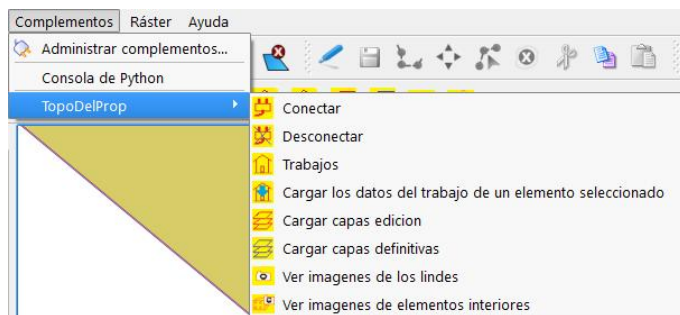 Complementos Ráster Ayuda
Administrar complementos...
Consola de Python
TopoDelProp
Conectar
Desconectar
Trabajos
Cargar los datos del trabajo de un elemento seleccionado
Cargar capas edicion
Cargar capas definitivas
Ver imagenes de los lindes
Ver imagenes de elementos interiores